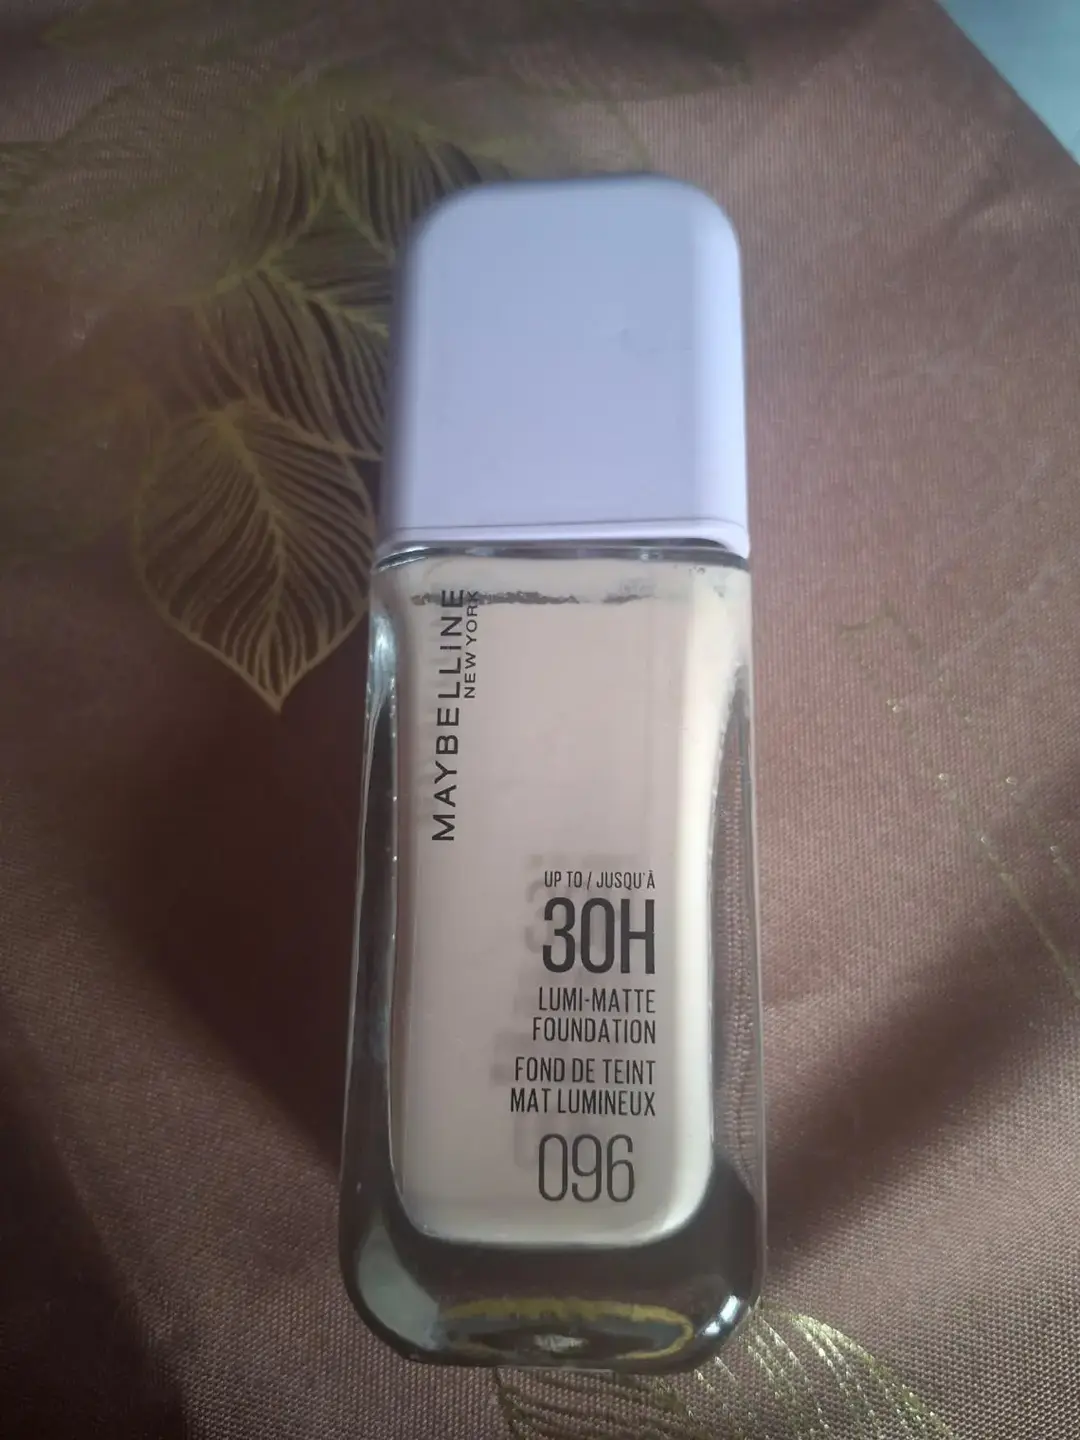 MAYBELLINE
NEW YORK
UP TO / JUSQU'À
30H
LUMI-MATTE
FOUNDATION
FOND DE TEINT
MAT LUMINEUX
096